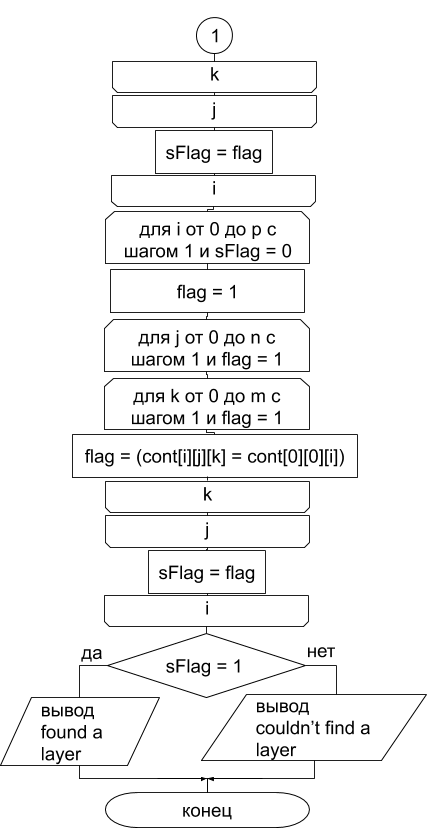 1
k
j
sFlag = flag
i
для i от 0 до p с
шагом 1 и sFlag = 0
flag = 1
для j от 0 до n с
шагом 1 и flag = 1
для k от 0 до m с
шагом 1 и flag = 1
flag = (cont[i][j][k] = cont[0][0][i])
k
j
sFlag = flag
i
да
нет
sFlag = 1
вывод
found a
layer
вывод
couldn't find a
layer
конец